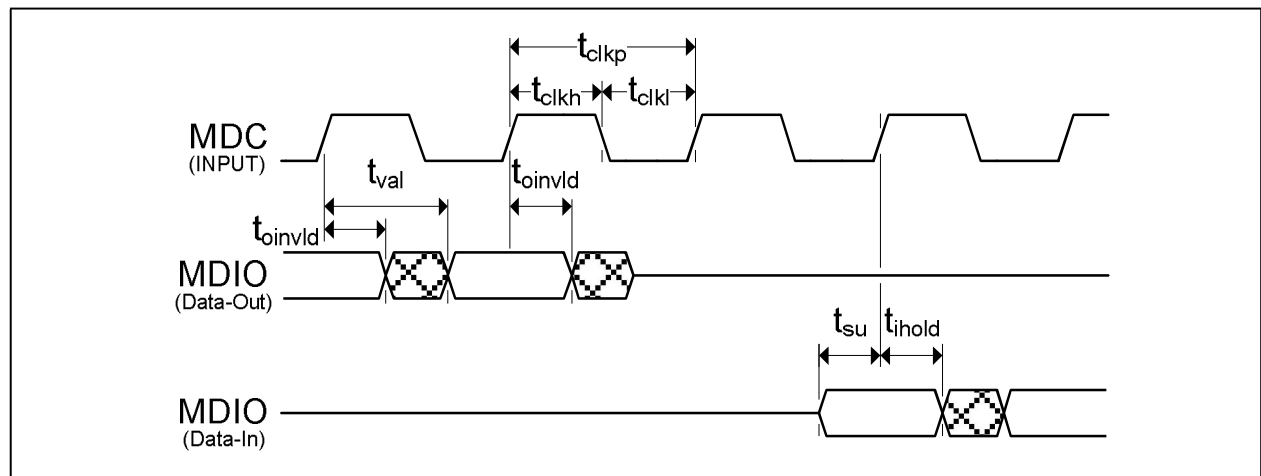 tclkp
tclkh tclkl
MDC
(INPUT)
tval
toinvld
toinvld
MDIO
(Data-Out)
tsu tihold
MDIO
(Data-In)